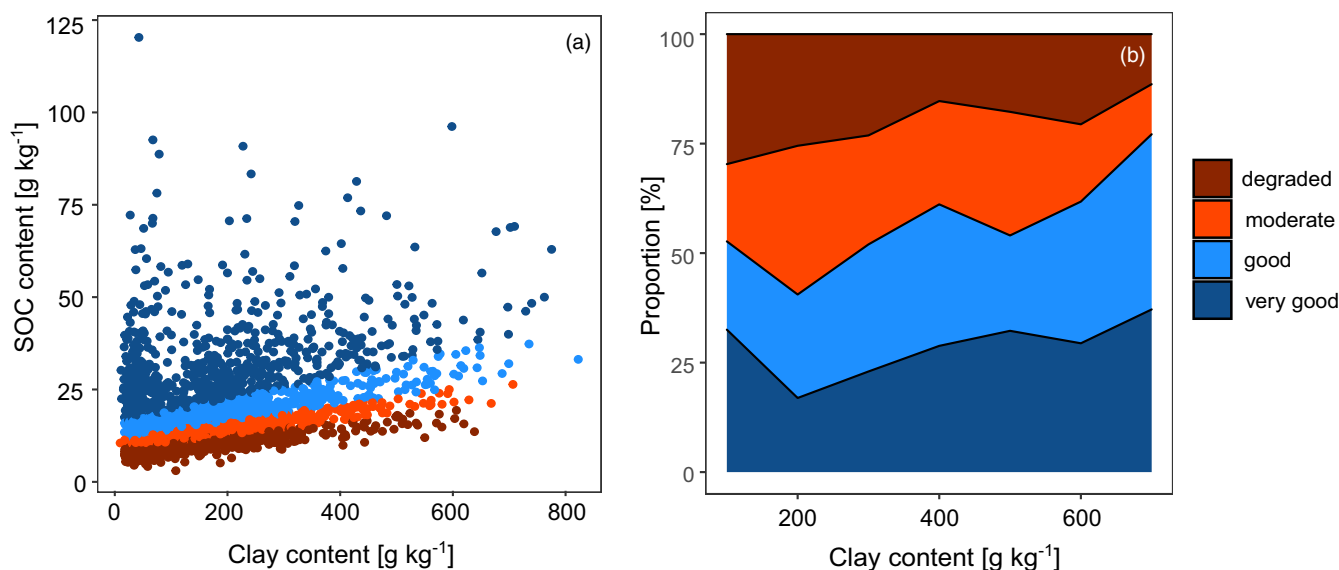 (a)
SOC content [g kg⁻¹]
125
100
75
50
25
0
0 200 400 600 800
Clay content [g kg⁻¹]
(b)
Proportion [%]
100
75
50
25
0
200 400 600
Clay content [g kg⁻¹]
degraded
moderate
good
very good